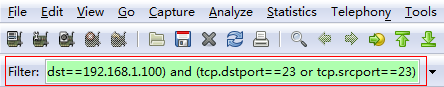 File Edit View Go Capture Analyze Statistics Telephony Tools
Filter: dst==192.168.1.100) and (tcp.dstport==23 or tcp.srcport==23)